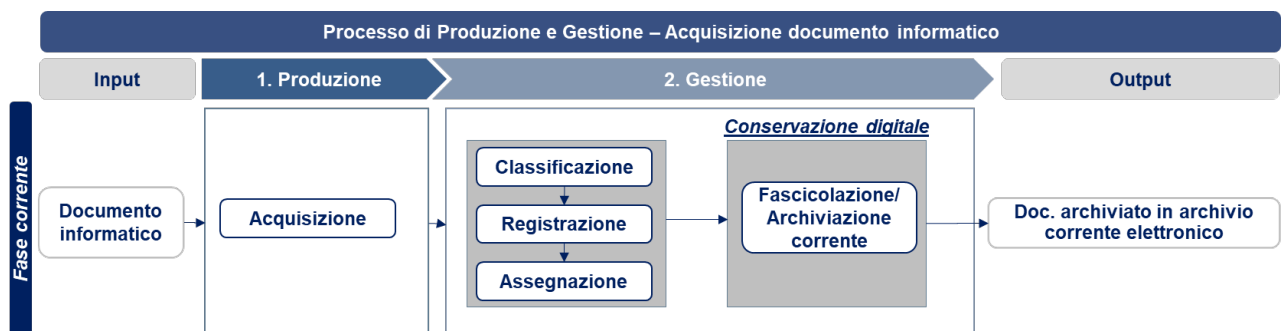 Processo di Produzione e Gestione – Acquisizione documento informatico
Input
1. Produzione
2. Gestione
Output
Fase corrente
Documento
informatico
Acquisizione
Classificazione
Registrazione
Assegnazione
Conservazione digitale
Fascicolazione/
Archiviazione
corrente
Doc. archiviato in archivio
corrente elettronico